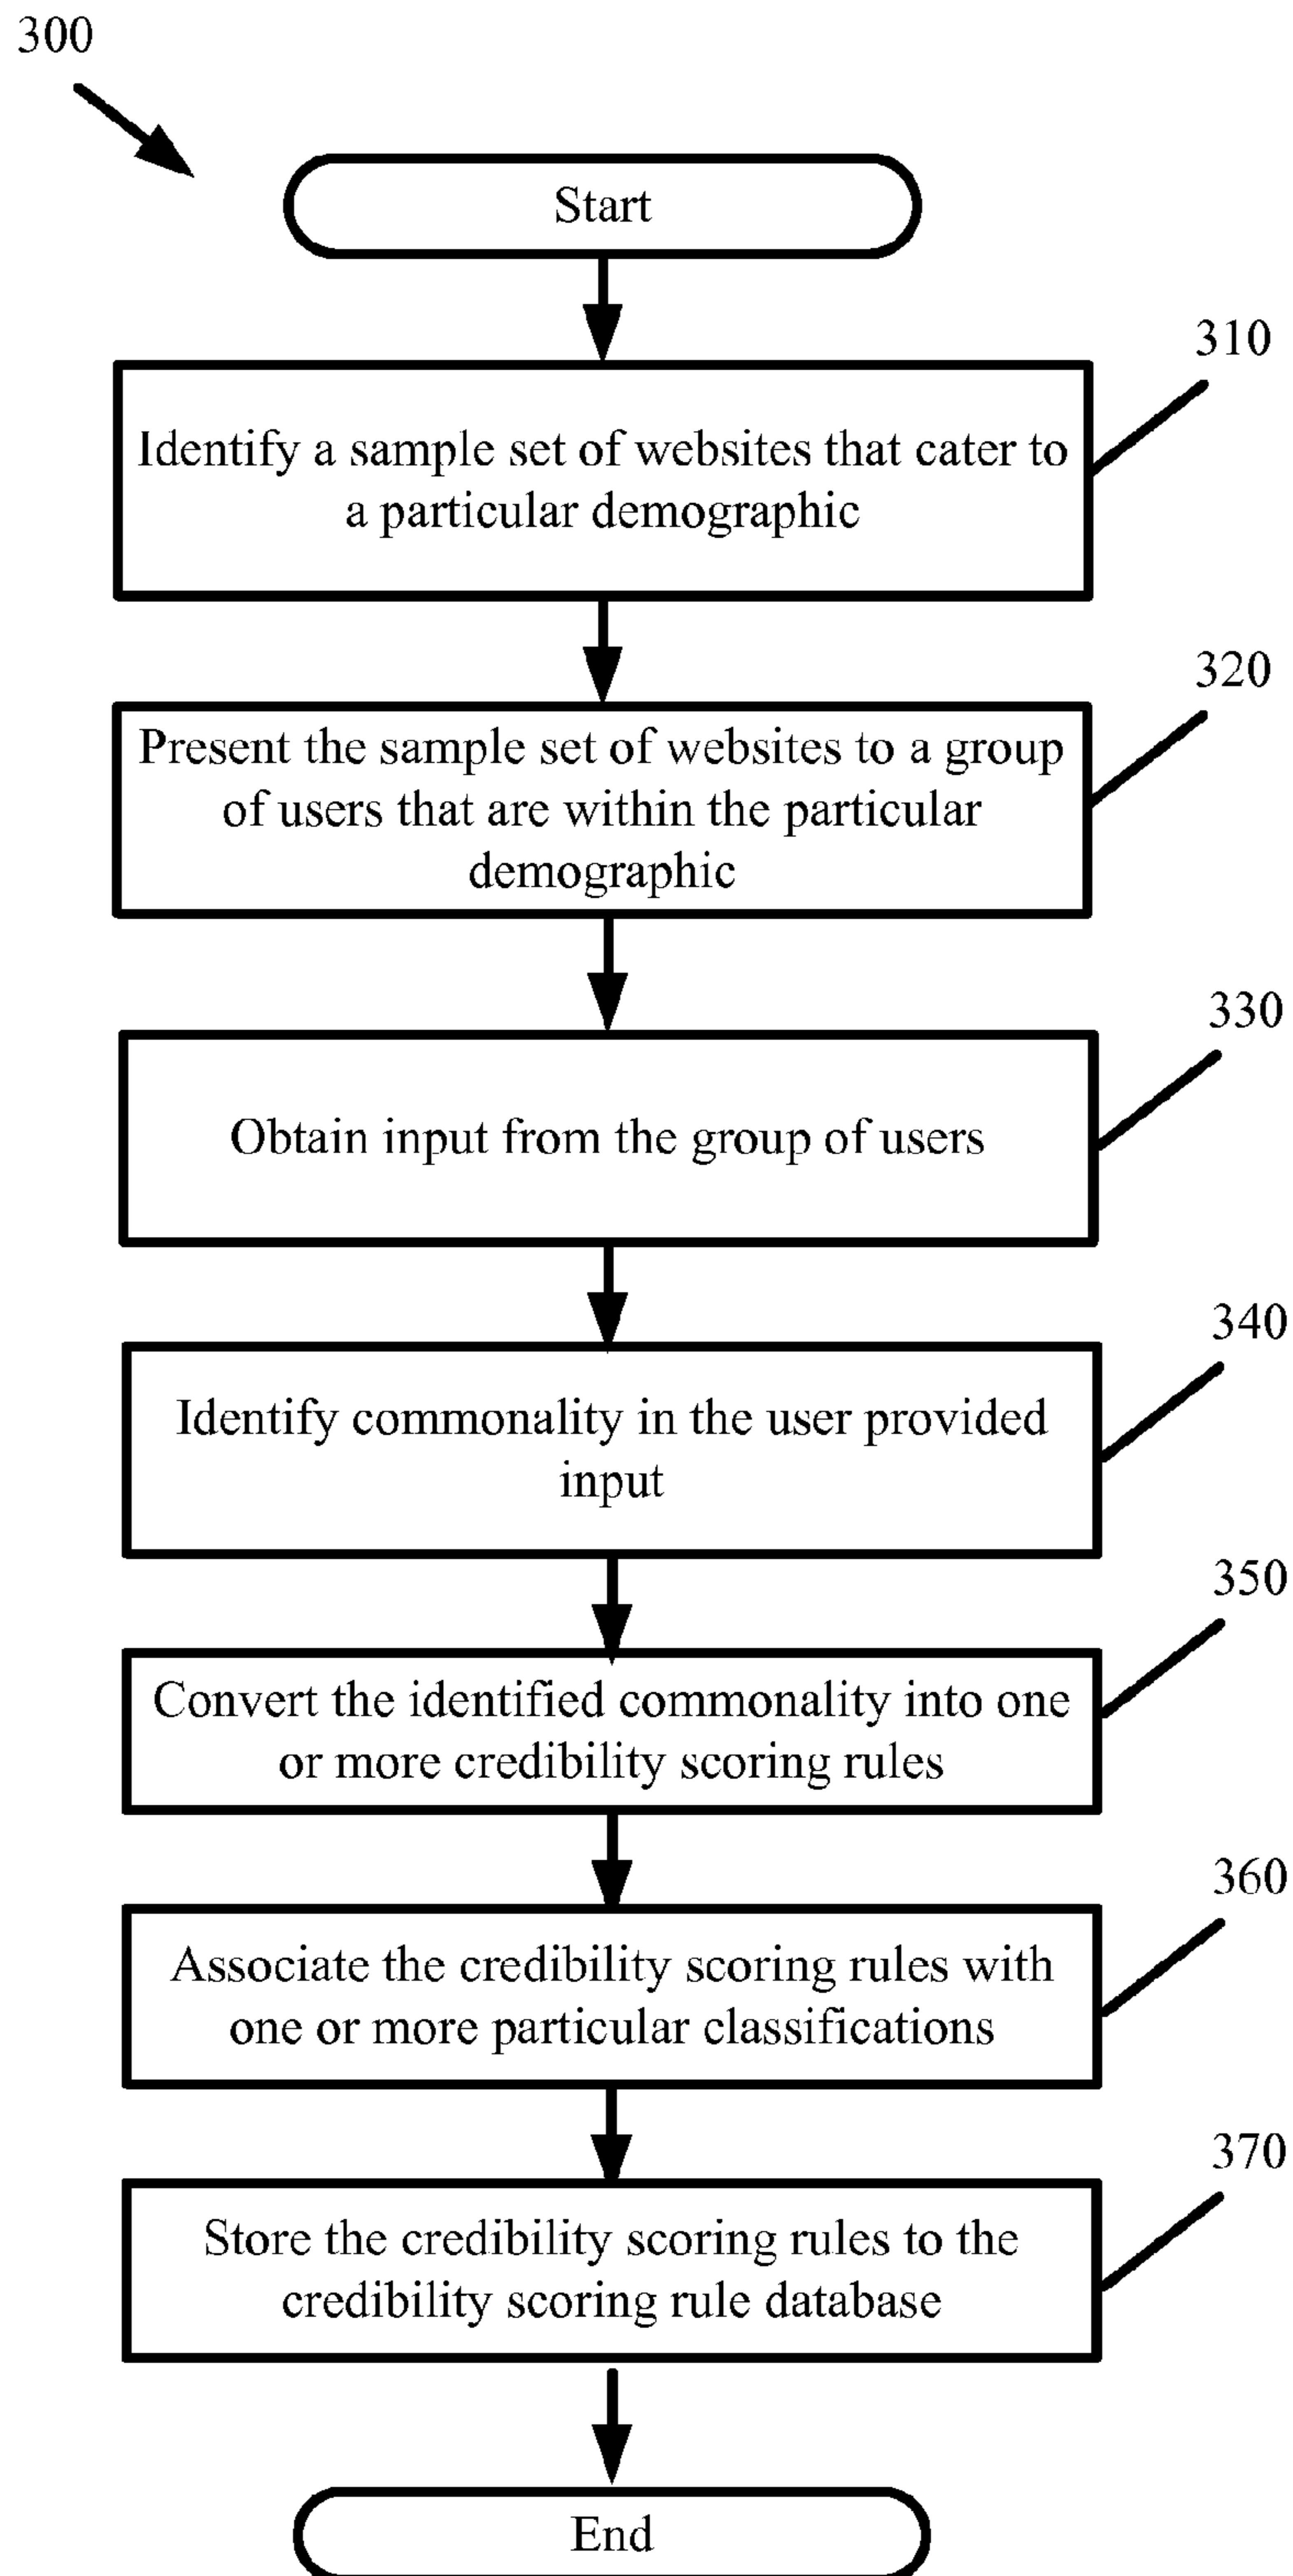 300
Start
310
Identify a sample set of websites that cater to
a particular demographic
320
Present the sample set of websites to a group
of users that are within the particular
demographic
330
Obtain input from the group of users
340
Identify commonality in the user provided
input
350
Convert the identified commonality into one
or more credibility scoring rules
360
Associate the credibility scoring rules with
one or more particular classifications
370
Store the credibility scoring rules to the
credibility scoring rule database
End